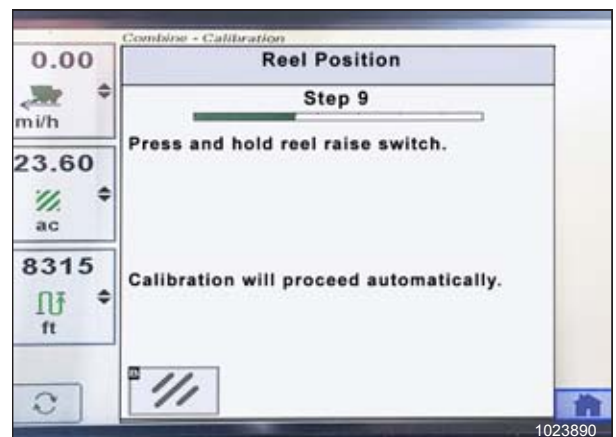 Combine - Calibration
Reel Position
0.00
mi/h
Step 9
Press and hold reel raise switch.
23.60
ac
8315
ft
Calibration will proceed automatically.
1023890